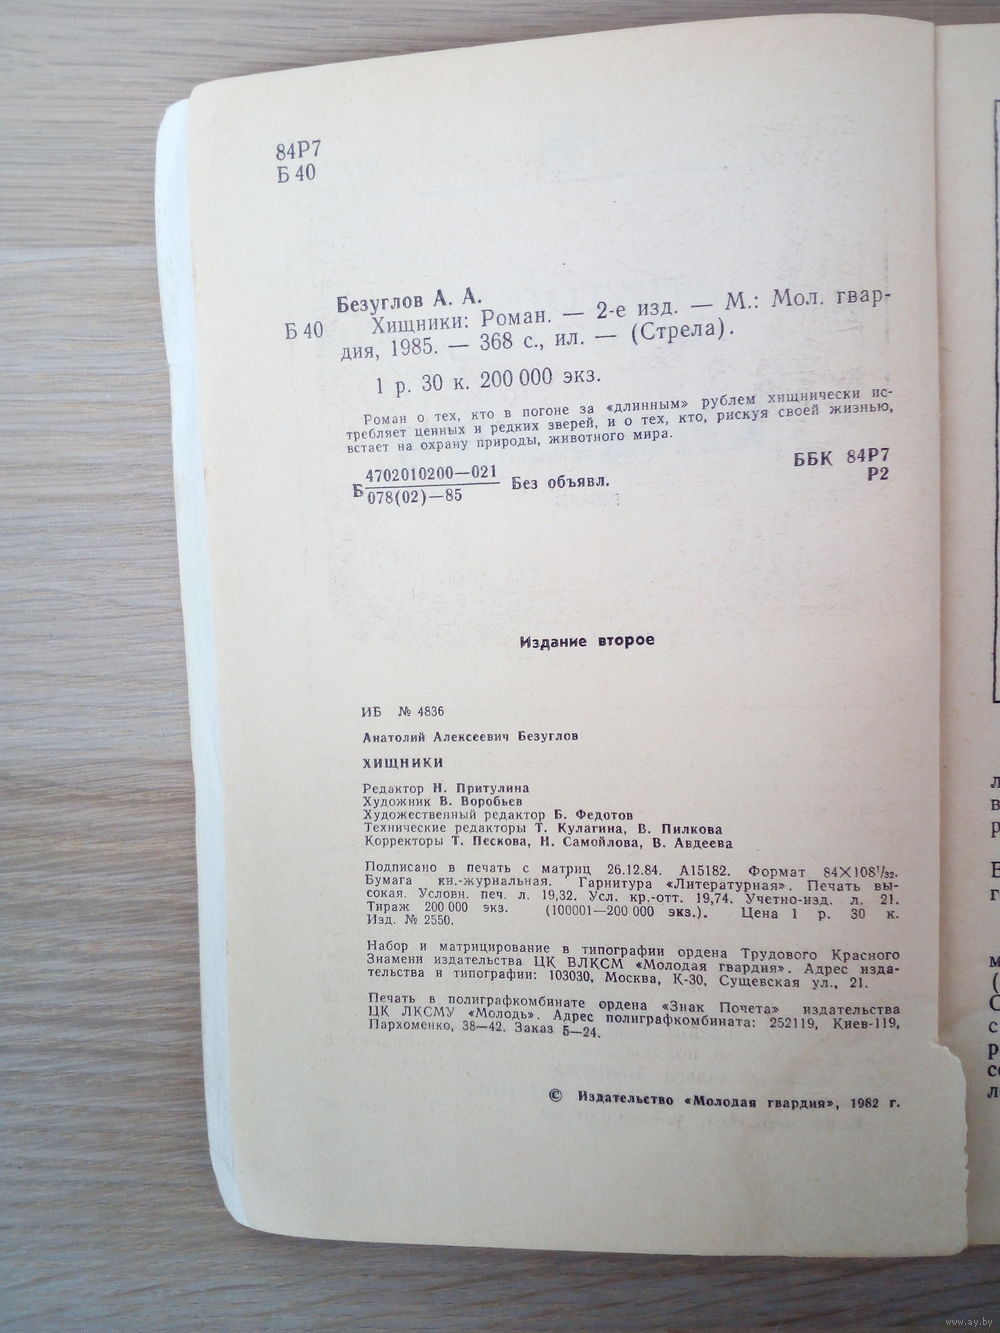 84Р7
Б 40
Безуглов А. А.
Б 40 Хищники: Роман. — 2-е изд. — М.: Мол. гвар-
дия, 1985. — 368 с., ил. — (Стрела).
1 р. 30 к. 200 000 экз.
Роман о тех, кто в погоне за «длинным» рублем хищнически ис-
требляет ценных и редких зверей, и о тех, кто, рискуя своей жизнью,
встает на охрану природы, животного мира.
Б 4702010200—021
078(02)—85
Без объявл.
ББК 84Р7
Р2
Издание второе
ИБ № 4836
Анатолий Алексеевич Безуглов
ХИЩНИКИ
Редактор Н. Притулина
Художник В. Воробьев
Художественный редактор Б. Федотов
Технические редакторы Т. Кулагина, В. Пилкова
Корректоры Т. Пескова, Н. Самойлова, В. Авдеева
Подписано в печать с матриц 26.12.84. А15182. Формат 84X108¹/₃₂.
Бумага кн.-журнальная. Гарнитура «Литературная». Печать вы-
сокая. Условн. печ. л. 19,32. Усл. кр.-отт. 19,74. Учетно-изд. л. 21.
Тираж 200 000 экз. (100001—200 000 экз.). Цена 1 р. 30 к.
Изд. № 2550.
Набор и матрицирование в типографии ордена Трудового Красного
Знамени издательства ЦК ВЛКСМ «Молодая гвардия». Адрес изда-
тельства и типографии: 103030, Москва, К-30, Сущевская ул., 21.
Печать в полиграфкомбинате ордена «Знак Почета» издательства
ЦК ЛКСМУ «Молодь». Адрес полиграфкомбината: 252119, Киев-119,
Пархоменко, 38—42. Заказ 5—24.
© Издательство «Молодая гвардия», 1982 г.
www.ay.by